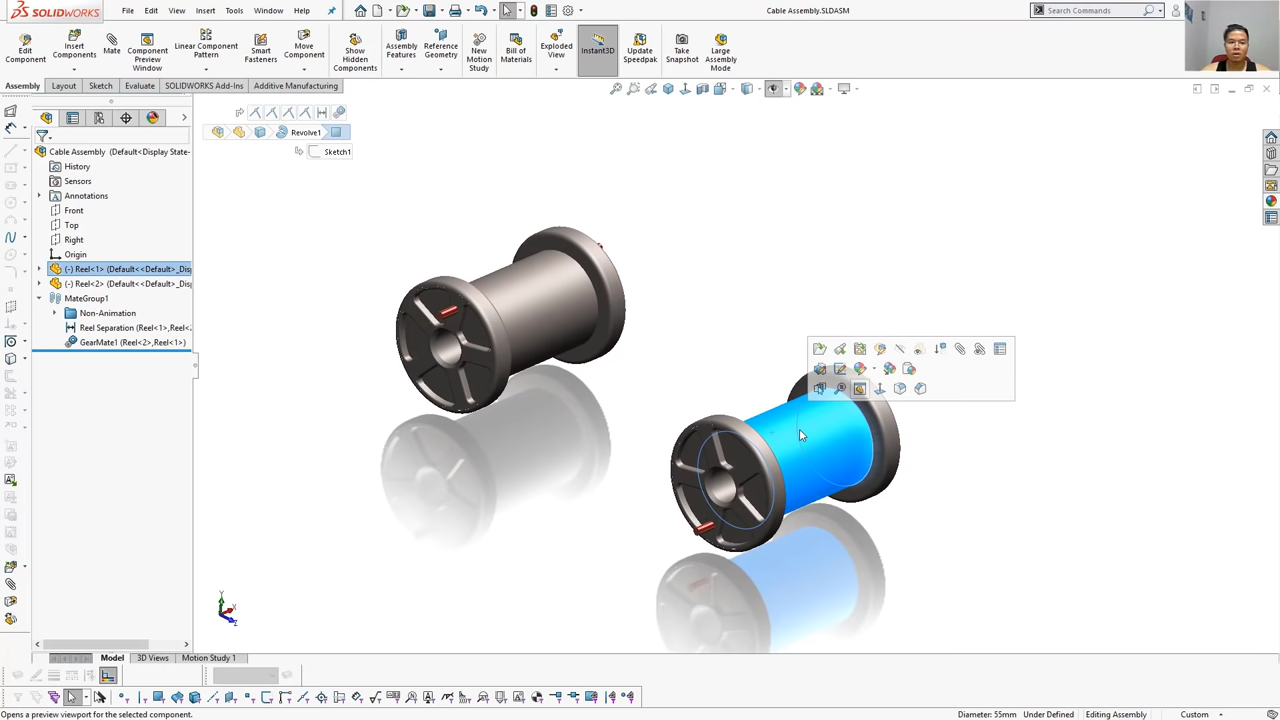 SOLIDWORKS File Edit View Insert Tools Window Help Cable Assembly.SLDASM Search Commands
Edit Component
Insert Components
Mate
Component Preview Window
Linear Component Pattern
Smart Fasteners
Move Component
Show Hidden Components
Assembly Features
Reference Geometry
New Motion Study
Bill of Materials
Exploded View
Instant3D
Update Speedpak
Take Snapshot
Large Assembly Mode
Assembly Layout Sketch Evaluate SOLIDWORKS Add-Ins Additive Manufacturing
Revolve1
Sketch1
Cable Assembly (Default<Display State-
History
Sensors
Annotations
Front
Top
Right
Origin
(-) Reel<1> (Default<<Default>_Dis
(-) Reel<2> (Default<<Default>_Dis
MateGroup1
Non-Animation
Reel Separation (Reel<1>,Reel<
GearMate1 (Reel<2>,Reel<1>)
Y
X
Z
Model 3D Views Motion Study 1
Opens a preview viewport for the selected component. Diameter: 55mm Under Defined Editing Assembly Custom